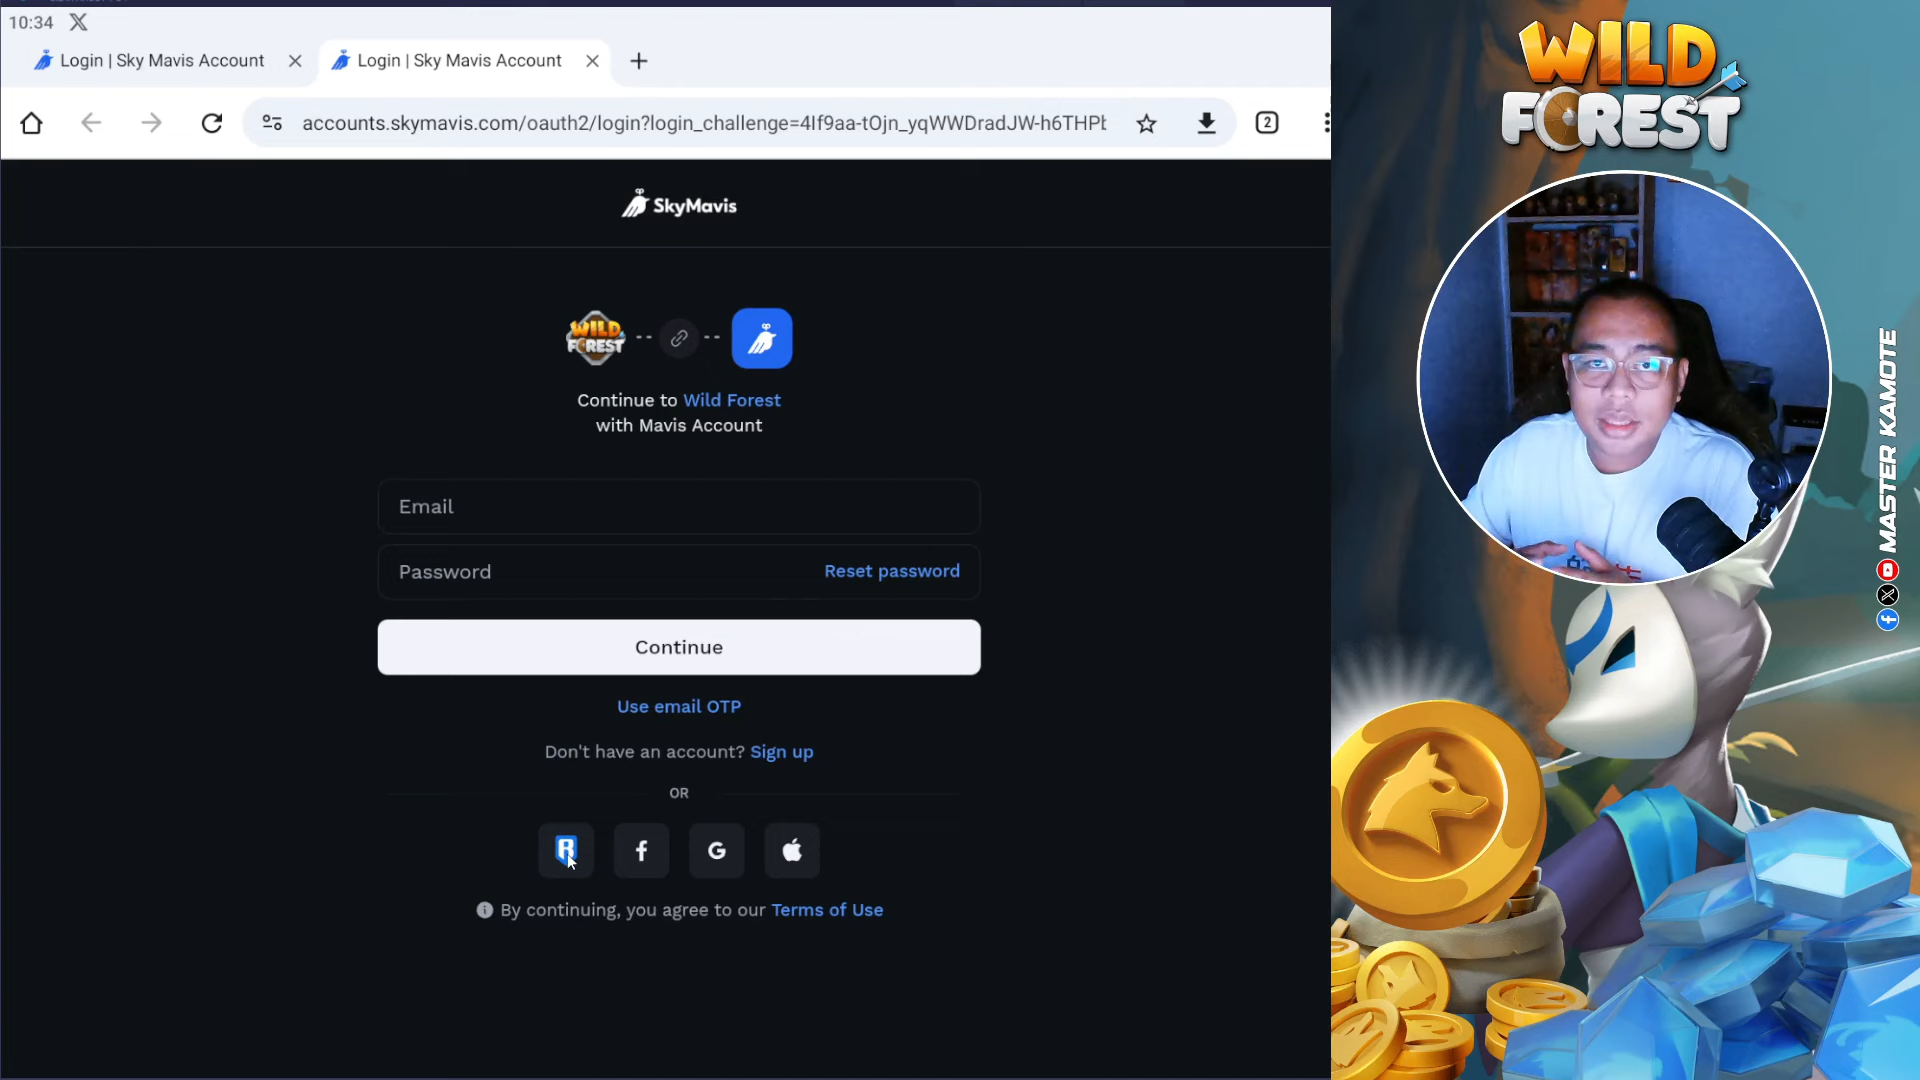 10:34
Login | Sky Mavis Account
Login | Sky Mavis Account
accounts.skymavis.com/oauth2/login?login_challenge=4If9aa-tOjn_yqWWDradJW-h6THPt
2
SkyMavis
WILD FOREST
Continue to Wild Forest
with Mavis Account
Email
Password
Reset password
Continue
Use email OTP
Don't have an account? Sign up
OR
By continuing, you agree to our Terms of Use
WILD
FOREST
MASTER KAMOTE